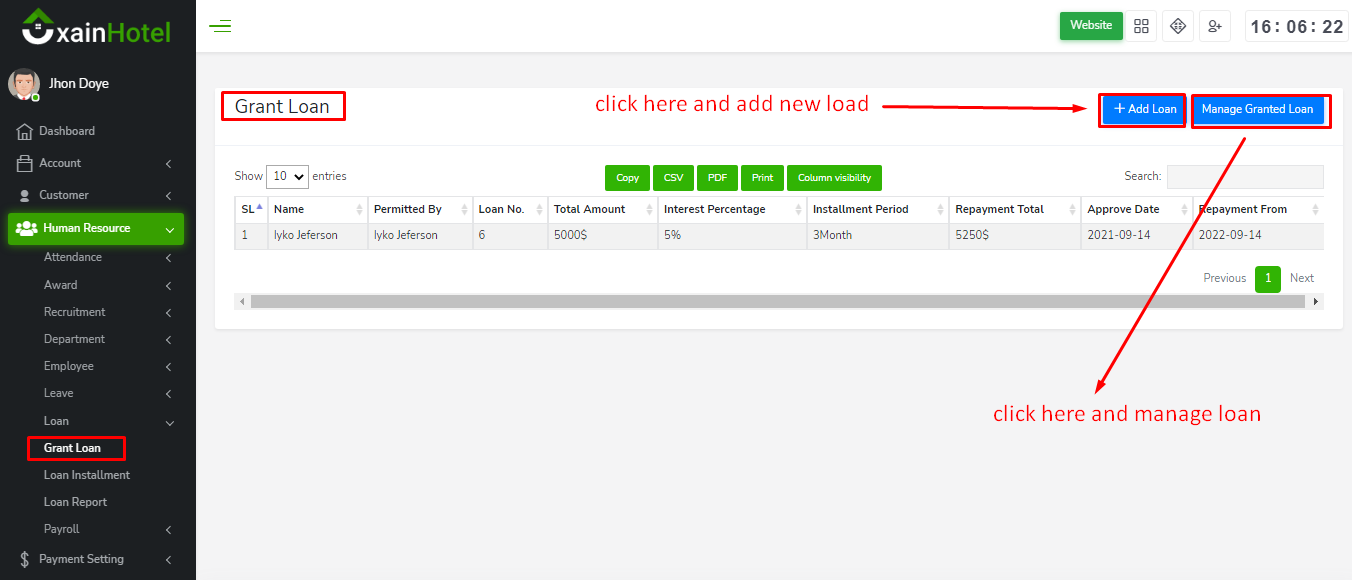 xainHotel
Website
16:06:22
Jhon Doye
Dashboard
Account
Customer
Human Resource
Attendance
Award
Recruitment
Department
Employee
Leave
Loan
Grant Loan
Loan Installment
Loan Report
Payroll
Payment Setting
Grant Loan
click here and add new load
+ Add Loan
Manage Granted Loan
Show 10 entries
Copy CSV PDF Print Column visibility
Search:
SL Name Permitted By Loan No. Total Amount Interest Percentage Installment Period Repayment Total Approve Date Repayment From
1 Iyko Jeferson Iyko Jeferson 6 5000$ 5% 3Month 5250$ 2021-09-14 2022-09-14
Previous 1 Next
click here and manage loan